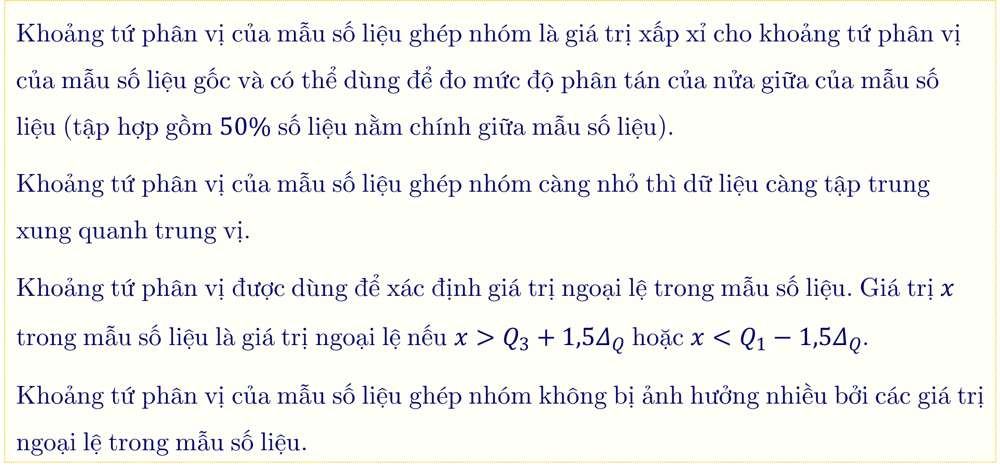 Khoảng tứ phân vị của mẫu số liệu ghép nhóm là giá trị xấp xỉ cho khoảng tứ phân vị
của mẫu số liệu gốc và có thể dùng để đo mức độ phân tán của nửa giữa của mẫu số
liệu (tập hợp gồm 50% số liệu nằm chính giữa mẫu số liệu).
Khoảng tứ phân vị của mẫu số liệu ghép nhóm càng nhỏ thì dữ liệu càng tập trung
xung quanh trung vị.
Khoảng tứ phân vị được dùng để xác định giá trị ngoại lệ trong mẫu số liệu. Giá trị x
trong mẫu số liệu là giá trị ngoại lệ nếu x > Q₃ + 1,5Δ_Q hoặc x < Q₁ − 1,5Δ_Q.
Khoảng tứ phân vị của mẫu số liệu ghép nhóm không bị ảnh hưởng nhiều bởi các giá trị
ngoại lệ trong mẫu số liệu.